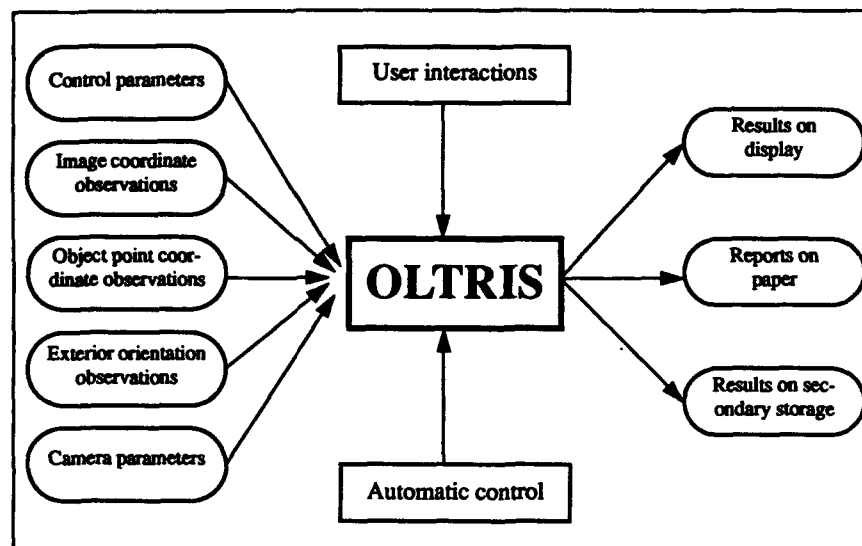 Control parameters
Image coordinate
observations
Object point coor-
dinate observations
Exterior orientation
observations
Camera parameters
User interactions
OLTRIS
Automatic control
Results on
display
Reports on
paper
Results on sec-
ondary storage